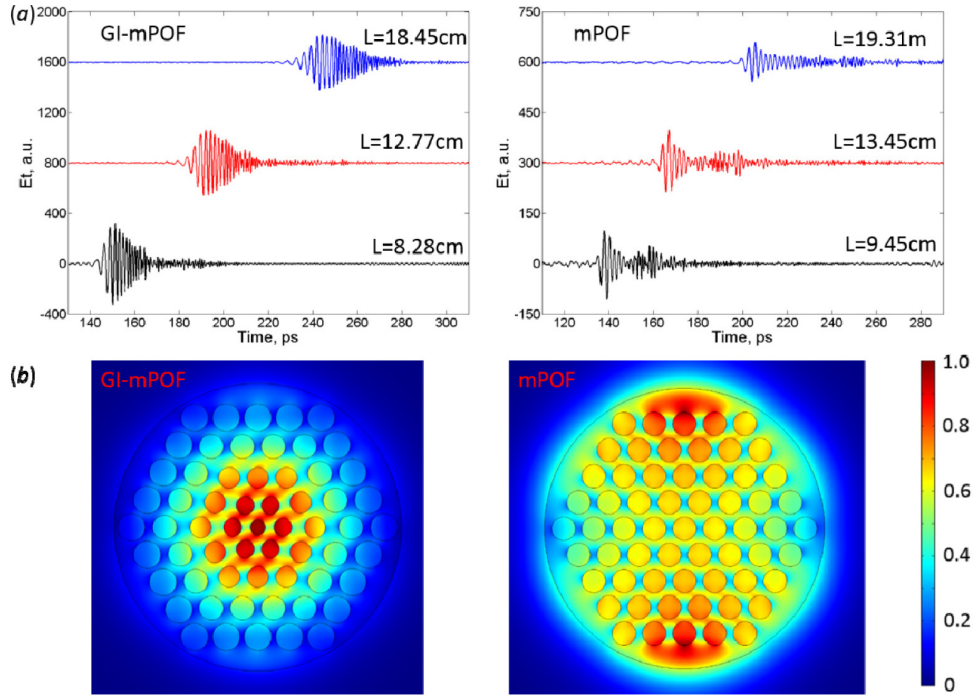 (a)
2000
GI-mPOF
L=18.45cm
1600
1200
L=12.77cm
Et, a.u.
800
400
L=8.28cm
0
-400
140 160 180 200 220 240 260 280 300
Time, ps
750
mPOF
L=19.31m
600
450
L=13.45cm
Et, a.u.
300
150
L=9.45cm
0
-150
120 140 160 180 200 220 240 260 280
Time, ps
(b)
GI-mPOF
mPOF
1.0
0.8
0.6
0.4
0.2
0